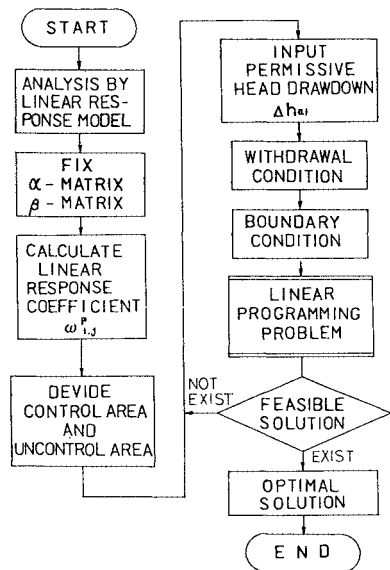 START
ANALYSIS BY
LINEAR RES-
PONSE MODEL
FIX
α - MATRIX
β - MATRIX
CALCULATE
LINEAR
RESPONSE
COEFFICIENT
ω^P_i,j
DEVIDE
CONTROL AREA
AND
UNCONTROL AREA
INPUT
PERMISSIVE
HEAD DRAWDOWN
Δhai
WITHDRAWAL
CONDITION
BOUNDARY
CONDITION
LINEAR
PROGRAMMING
PROBLEM
NOT
EXIST
FEASIBLE
SOLUTION
EXIST
OPTIMAL
SOLUTION
END